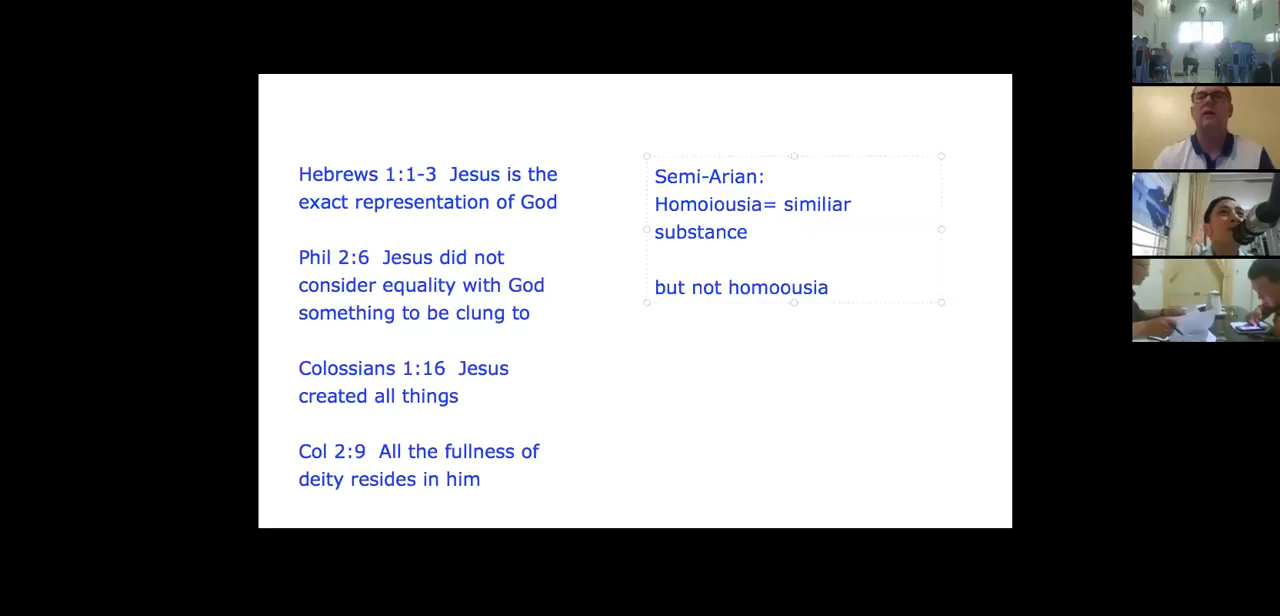 Hebrews 1:1-3  Jesus is the
exact representation of God
Phil 2:6  Jesus did not
consider equality with God
something to be clung to
Colossians 1:16  Jesus
created all things
Col 2:9  All the fullness of
deity resides in him
Semi-Arian:
Homoiousia= similiar
substance
but not homoousia